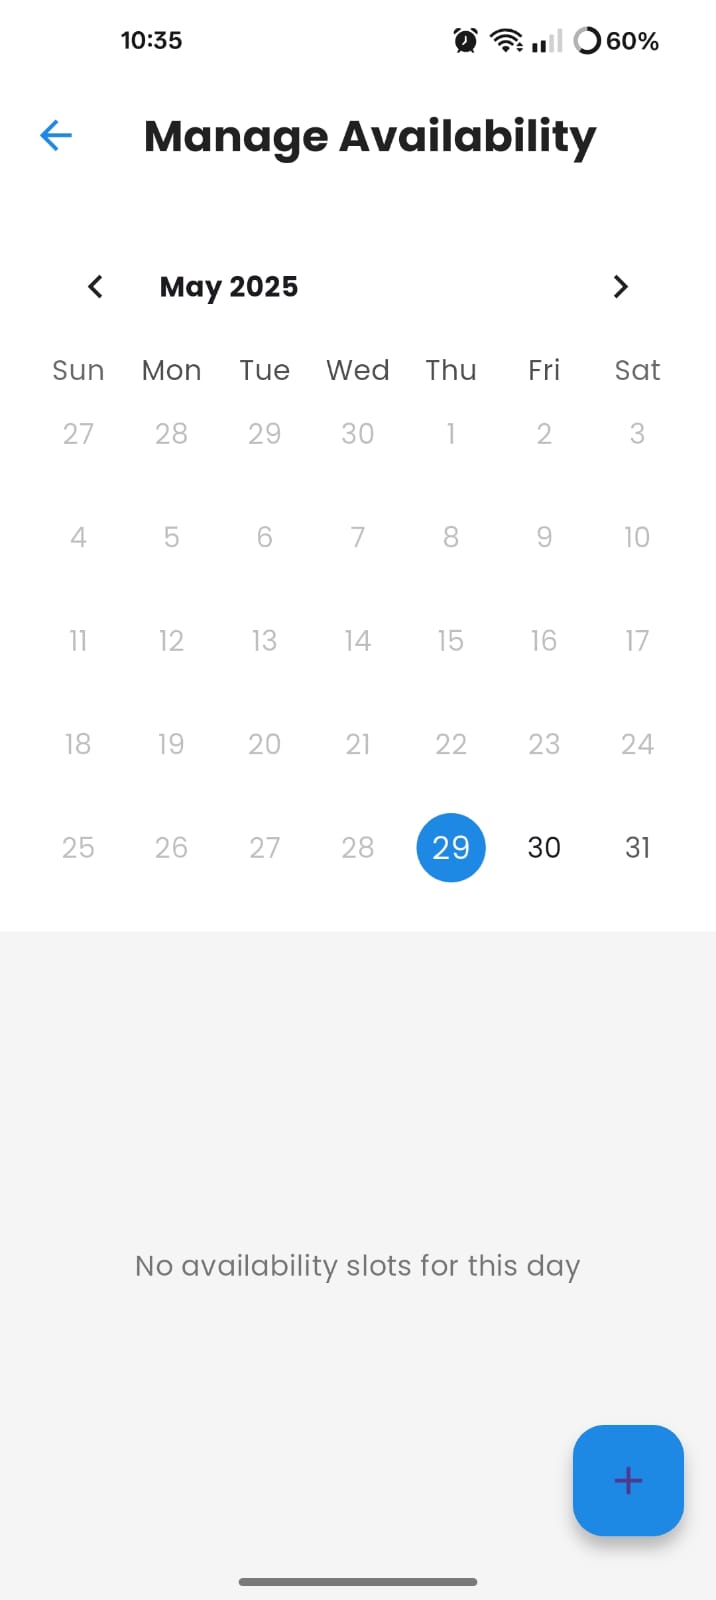 10:35 60%
Manage Availability
May 2025
Sun Mon Tue Wed Thu Fri Sat
27 28 29 30 1 2 3
4 5 6 7 8 9 10
11 12 13 14 15 16 17
18 19 20 21 22 23 24
25 26 27 28 29 30 31
No availability slots for this day
+